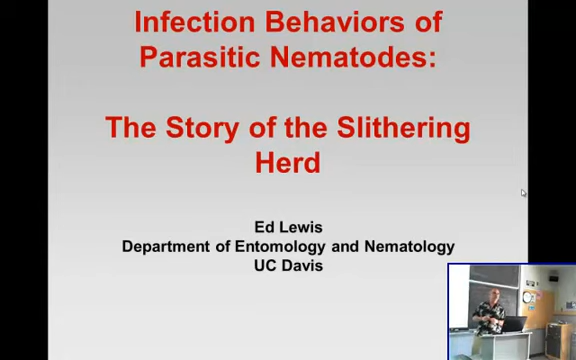 Infection Behaviors of
Parasitic Nematodes:
The Story of the Slithering
Herd
Ed Lewis
Department of Entomology and Nematology
UC Davis